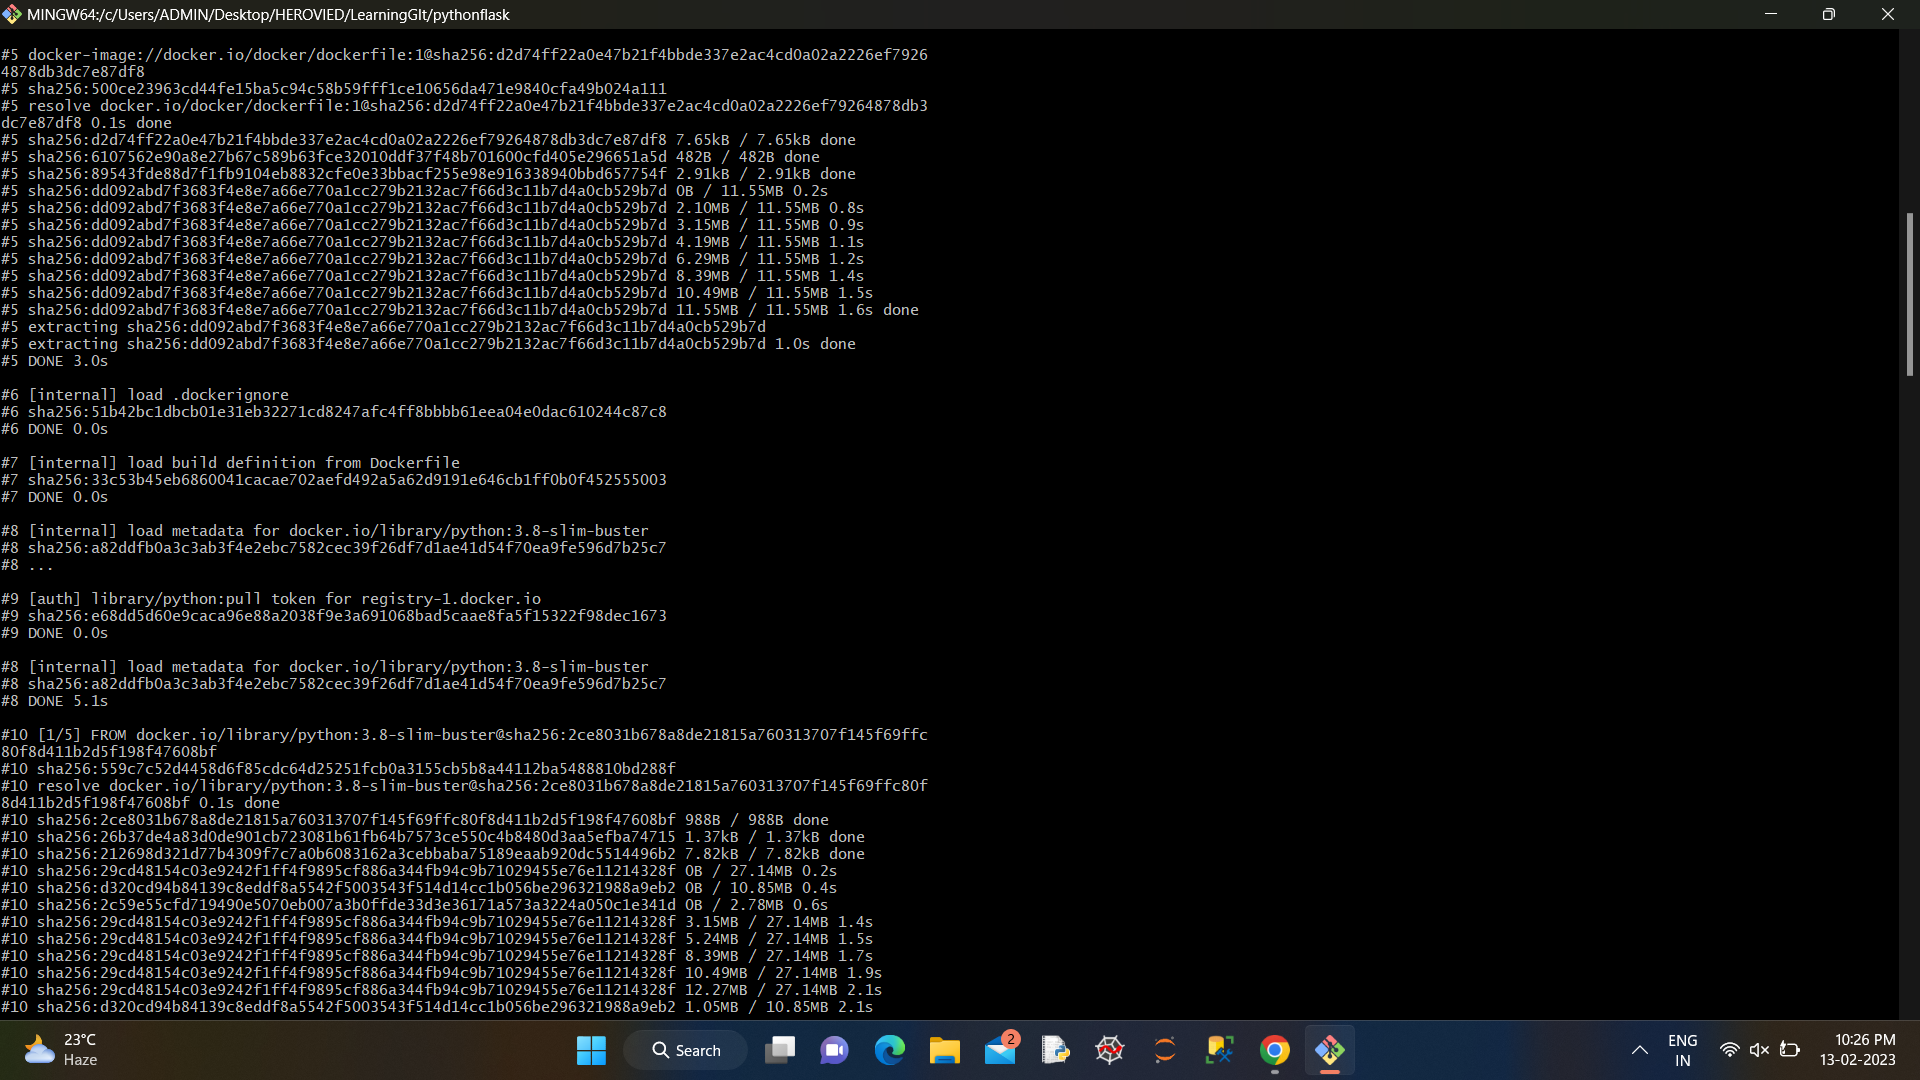 MINGW64:/c/Users/ADMIN/Desktop/HEROVIED/LearningGIt/pythonflask
#5 docker-image://docker.io/docker/dockerfile:1@sha256:d2d74ff22a0e47b21f4bbde337e2ac4cd0a02a2226ef7926
4878db3dc7e87df8
#5 sha256:500ce23963cd44fe15ba5c94c58b59fff1ce10656da471e9840cfa49b024a111
#5 resolve docker.io/docker/dockerfile:1@sha256:d2d74ff22a0e47b21f4bbde337e2ac4cd0a02a2226ef79264878db3
dc7e87df8 0.1s done
#5 sha256:d2d74ff22a0e47b21f4bbde337e2ac4cd0a02a2226ef79264878db3dc7e87df8 7.65kB / 7.65kB done
#5 sha256:6107562e90a8e27b67c589b63fce32010ddf37f48b701600cfd405e296651a5d 482B / 482B done
#5 sha256:89543fde88d7f1fb9104eb8832cfe0e33bbacf255e98e916338940bbd657754f 2.91kB / 2.91kB done
#5 sha256:dd092abd7f3683f4e8e7a66e770a1cc279b2132ac7f66d3c11b7d4a0cb529b7d 0B / 11.55MB 0.2s
#5 sha256:dd092abd7f3683f4e8e7a66e770a1cc279b2132ac7f66d3c11b7d4a0cb529b7d 2.10MB / 11.55MB 0.8s
#5 sha256:dd092abd7f3683f4e8e7a66e770a1cc279b2132ac7f66d3c11b7d4a0cb529b7d 3.15MB / 11.55MB 0.9s
#5 sha256:dd092abd7f3683f4e8e7a66e770a1cc279b2132ac7f66d3c11b7d4a0cb529b7d 4.19MB / 11.55MB 1.1s
#5 sha256:dd092abd7f3683f4e8e7a66e770a1cc279b2132ac7f66d3c11b7d4a0cb529b7d 6.29MB / 11.55MB 1.2s
#5 sha256:dd092abd7f3683f4e8e7a66e770a1cc279b2132ac7f66d3c11b7d4a0cb529b7d 8.39MB / 11.55MB 1.4s
#5 sha256:dd092abd7f3683f4e8e7a66e770a1cc279b2132ac7f66d3c11b7d4a0cb529b7d 10.49MB / 11.55MB 1.5s
#5 sha256:dd092abd7f3683f4e8e7a66e770a1cc279b2132ac7f66d3c11b7d4a0cb529b7d 11.55MB / 11.55MB 1.6s done
#5 extracting sha256:dd092abd7f3683f4e8e7a66e770a1cc279b2132ac7f66d3c11b7d4a0cb529b7d
#5 extracting sha256:dd092abd7f3683f4e8e7a66e770a1cc279b2132ac7f66d3c11b7d4a0cb529b7d 1.0s done
#5 DONE 3.0s
#6 [internal] load .dockerignore
#6 sha256:51b42bc1dbcb01e31eb32271cd8247afc4ff8bbbb61eea04e0dac610244c87c8
#6 DONE 0.0s
#7 [internal] load build definition from Dockerfile
#7 sha256:33c53b45eb6860041cacae702aefd492a5a62d9191e646cb1ff0b0f452555003
#7 DONE 0.0s
#8 [internal] load metadata for docker.io/library/python:3.8-slim-buster
#8 sha256:a82ddfb0a3c3ab3f4e2ebc7582cec39f26df7d1ae41d54f70ea9fe596d7b25c7
#8 ...
#9 [auth] library/python:pull token for registry-1.docker.io
#9 sha256:e68dd5d60e9caca96e88a2038f9e3a691068bad5caae8fa5f15322f98dec1673
#9 DONE 0.0s
#8 [internal] load metadata for docker.io/library/python:3.8-slim-buster
#8 sha256:a82ddfb0a3c3ab3f4e2ebc7582cec39f26df7d1ae41d54f70ea9fe596d7b25c7
#8 DONE 5.1s
#10 [1/5] FROM docker.io/library/python:3.8-slim-buster@sha256:2ce8031b678a8de21815a760313707f145f69ffc
80f8d411b2d5f198f47608bf
#10 sha256:559c7c52d4458d6f85cdc64d25251fcb0a3155cb5b8a44112ba5488810bd288f
#10 resolve docker.io/library/python:3.8-slim-buster@sha256:2ce8031b678a8de21815a760313707f145f69ffc80f
8d411b2d5f198f47608bf 0.1s done
#10 sha256:2ce8031b678a8de21815a760313707f145f69ffc80f8d411b2d5f198f47608bf 988B / 988B done
#10 sha256:26b37de4a83d0de901cb723081b61fb64b7573ce550c4b8480d3aa5efba74715 1.37kB / 1.37kB done
#10 sha256:212698d321d77b4309f7c7a0b6083162a3cebbaba75189eaab920dc5514496b2 7.82kB / 7.82kB done
#10 sha256:29cd48154c03e9242f1ff4f9895cf886a344fb94c9b71029455e76e11214328f 0B / 27.14MB 0.2s
#10 sha256:d320cd94b84139c8eddf8a5542f5003543f514d14cc1b056be296321988a9eb2 0B / 10.85MB 0.4s
#10 sha256:2c59e55cfd719490e5070eb007a3b0ffde33d3e36171a573a3224a050c1e341d 0B / 2.78MB 0.6s
#10 sha256:29cd48154c03e9242f1ff4f9895cf886a344fb94c9b71029455e76e11214328f 3.15MB / 27.14MB 1.4s
#10 sha256:29cd48154c03e9242f1ff4f9895cf886a344fb94c9b71029455e76e11214328f 5.24MB / 27.14MB 1.5s
#10 sha256:29cd48154c03e9242f1ff4f9895cf886a344fb94c9b71029455e76e11214328f 8.39MB / 27.14MB 1.7s
#10 sha256:29cd48154c03e9242f1ff4f9895cf886a344fb94c9b71029455e76e11214328f 10.49MB / 27.14MB 1.9s
#10 sha256:29cd48154c03e9242f1ff4f9895cf886a344fb94c9b71029455e76e11214328f 12.27MB / 27.14MB 2.1s
#10 sha256:d320cd94b84139c8eddf8a5542f5003543f514d14cc1b056be296321988a9eb2 1.05MB / 10.85MB 2.1s
23°C
Haze
Search
2
ENG
IN
10:26 PM
13-02-2023